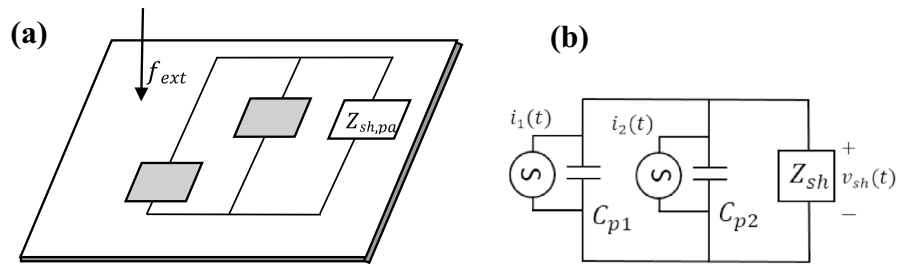 (a)
f_ext
Z_sh,pa
(b)
i_1(t)
i_2(t)
C_p1
C_p2
Z_sh
+
v_sh(t)
−